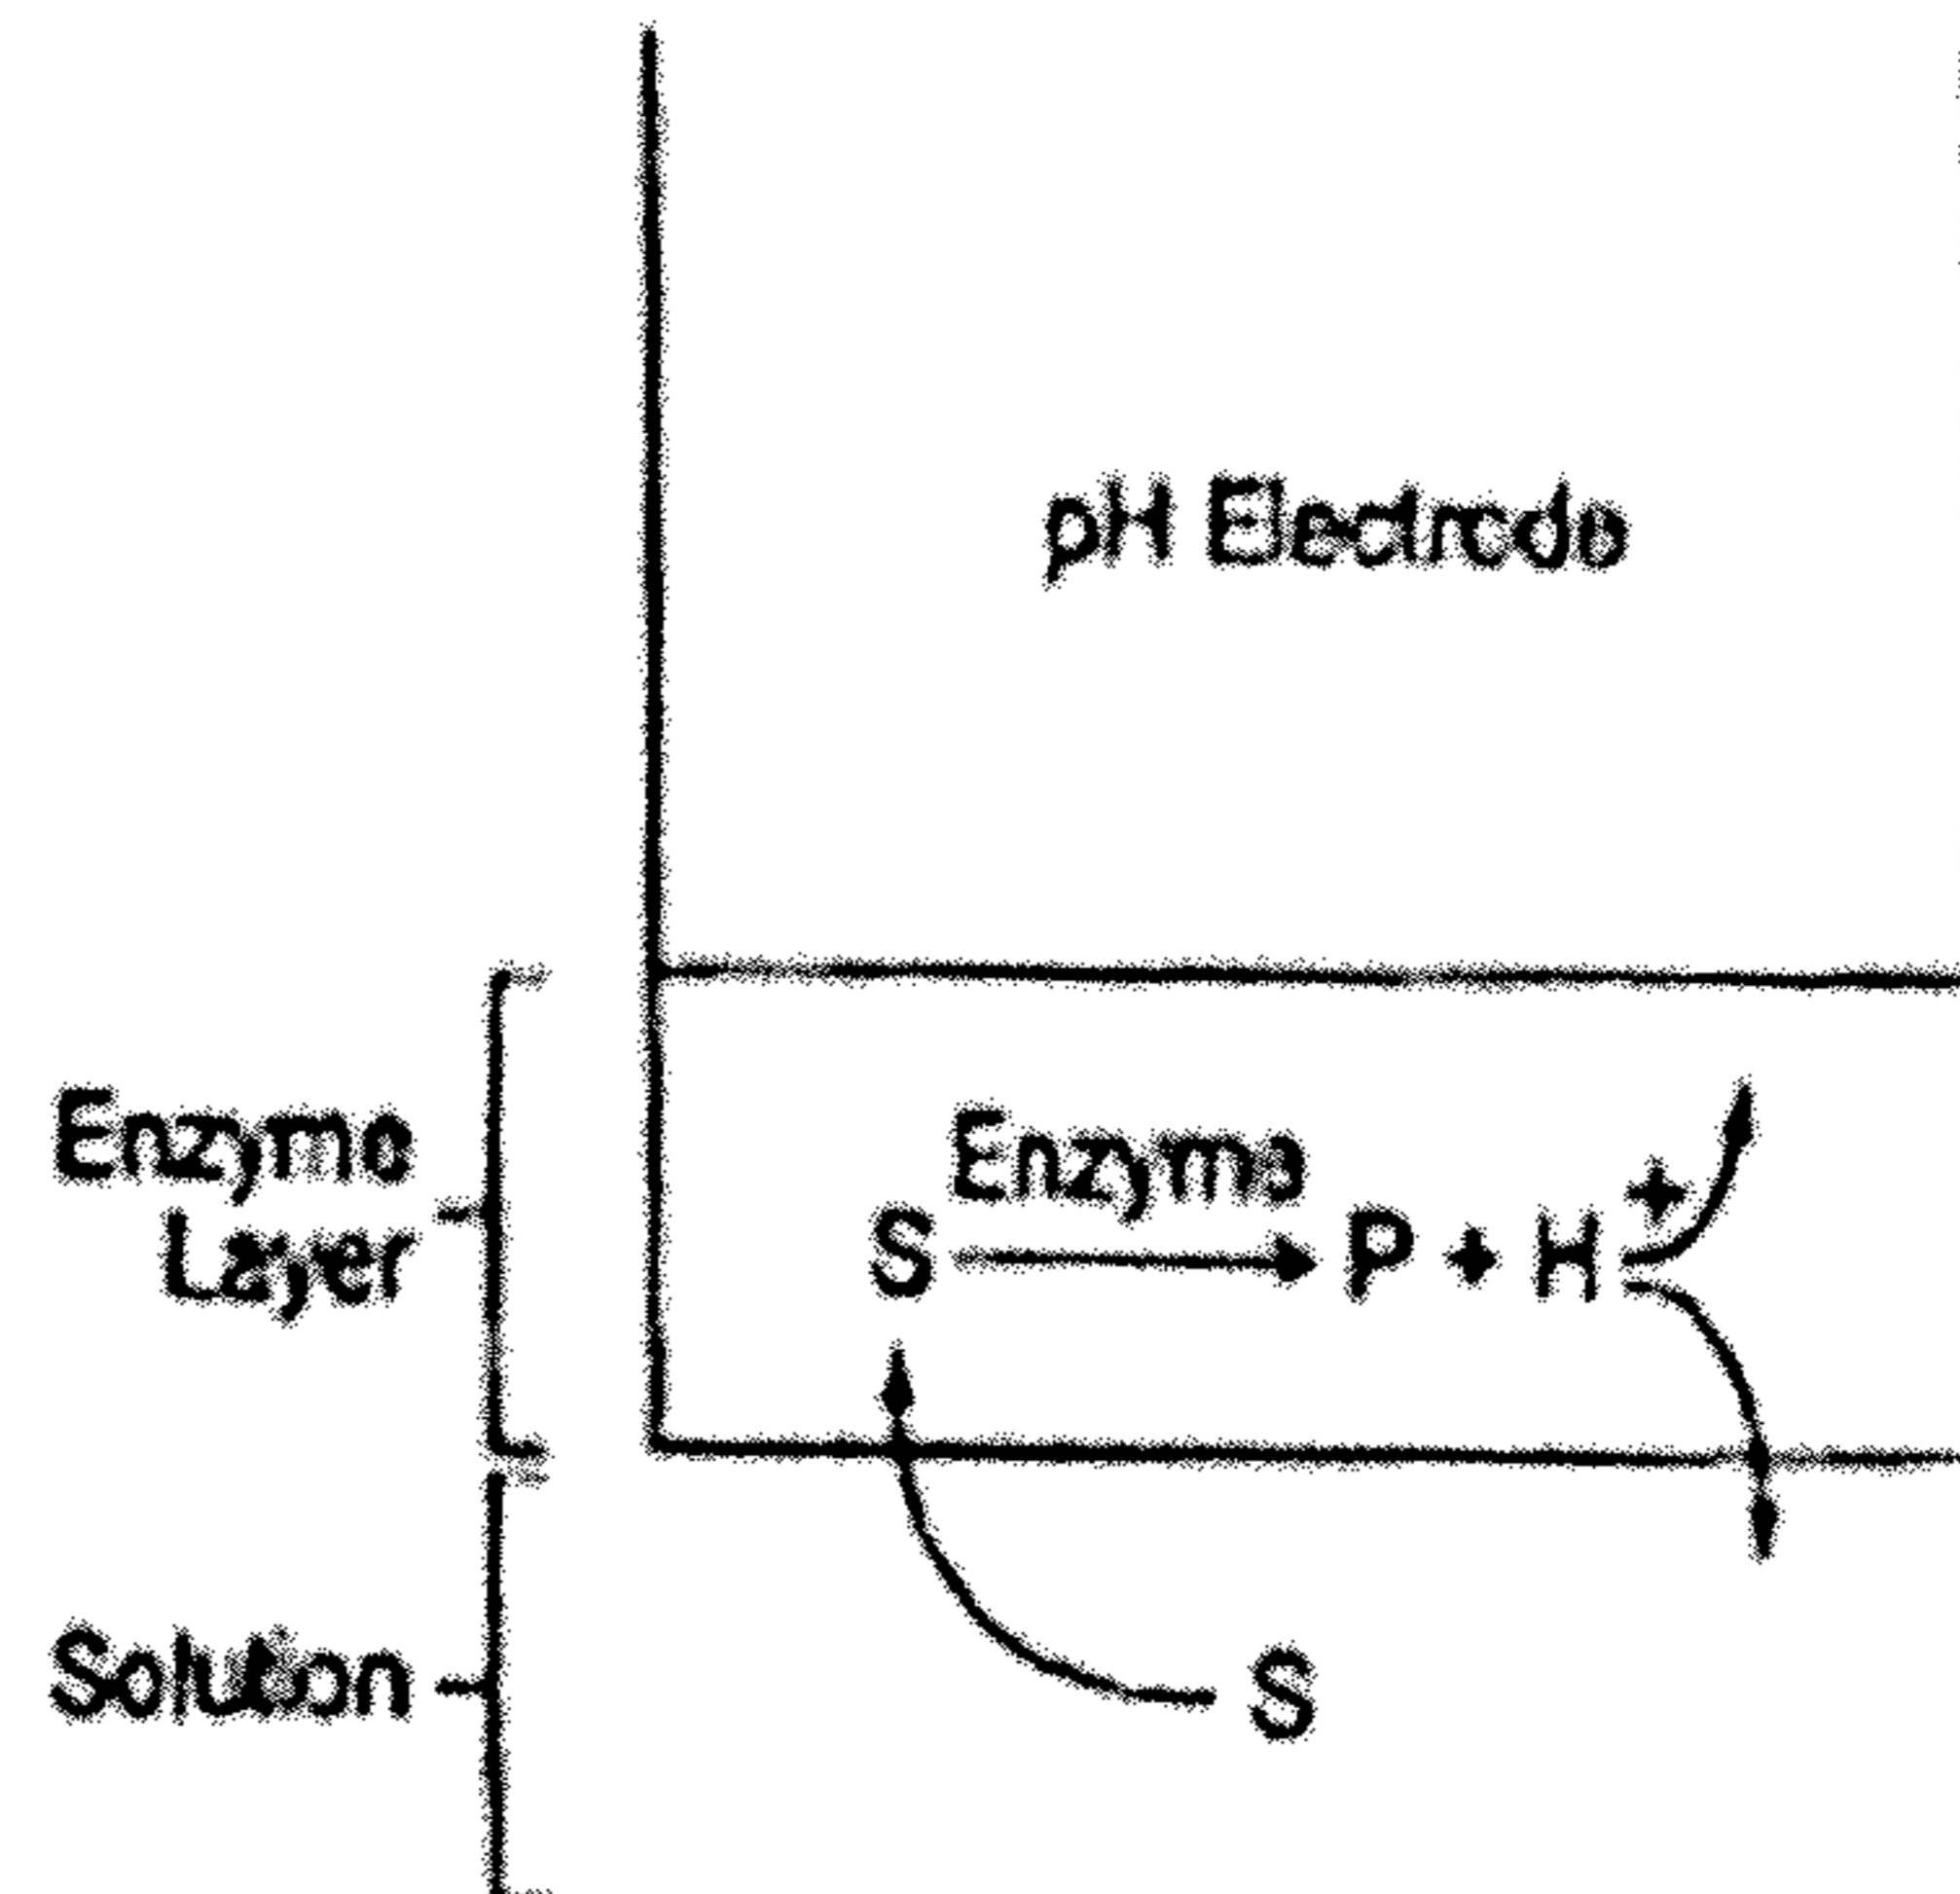 pH Electrode
Enzyme
Layer
Enzyme
S → P + H⁺
Solution
S